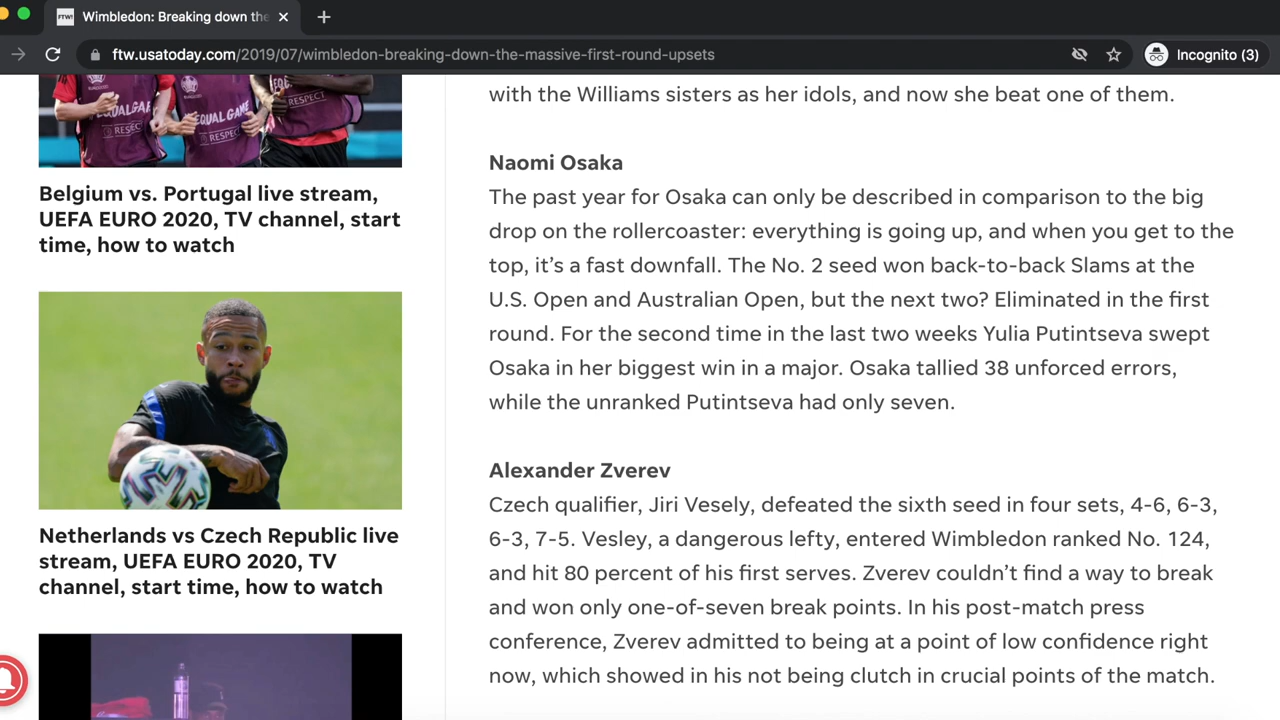 FTW!
Wimbledon: Breaking down the
ftw.usatoday.com/2019/07/wimbledon-breaking-down-the-massive-first-round-upsets
Incognito (3)
EQUAL GAME
RESPECT
EQUAL GAME
RESPECT
RESPECT
Belgium vs. Portugal live stream,
UEFA EURO 2020, TV channel, start
time, how to watch
Netherlands vs Czech Republic live
stream, UEFA EURO 2020, TV
channel, start time, how to watch
with the Williams sisters as her idols, and now she beat one of them.
Naomi Osaka
The past year for Osaka can only be described in comparison to the big
drop on the rollercoaster: everything is going up, and when you get to the
top, it’s a fast downfall. The No. 2 seed won back-to-back Slams at the
U.S. Open and Australian Open, but the next two? Eliminated in the first
round. For the second time in the last two weeks Yulia Putintseva swept
Osaka in her biggest win in a major. Osaka tallied 38 unforced errors,
while the unranked Putintseva had only seven.
Alexander Zverev
Czech qualifier, Jiri Vesely, defeated the sixth seed in four sets, 4-6, 6-3,
6-3, 7-5. Vesley, a dangerous lefty, entered Wimbledon ranked No. 124,
and hit 80 percent of his first serves. Zverev couldn’t find a way to break
and won only one-of-seven break points. In his post-match press
conference, Zverev admitted to being at a point of low confidence right
now, which showed in his not being clutch in crucial points of the match.